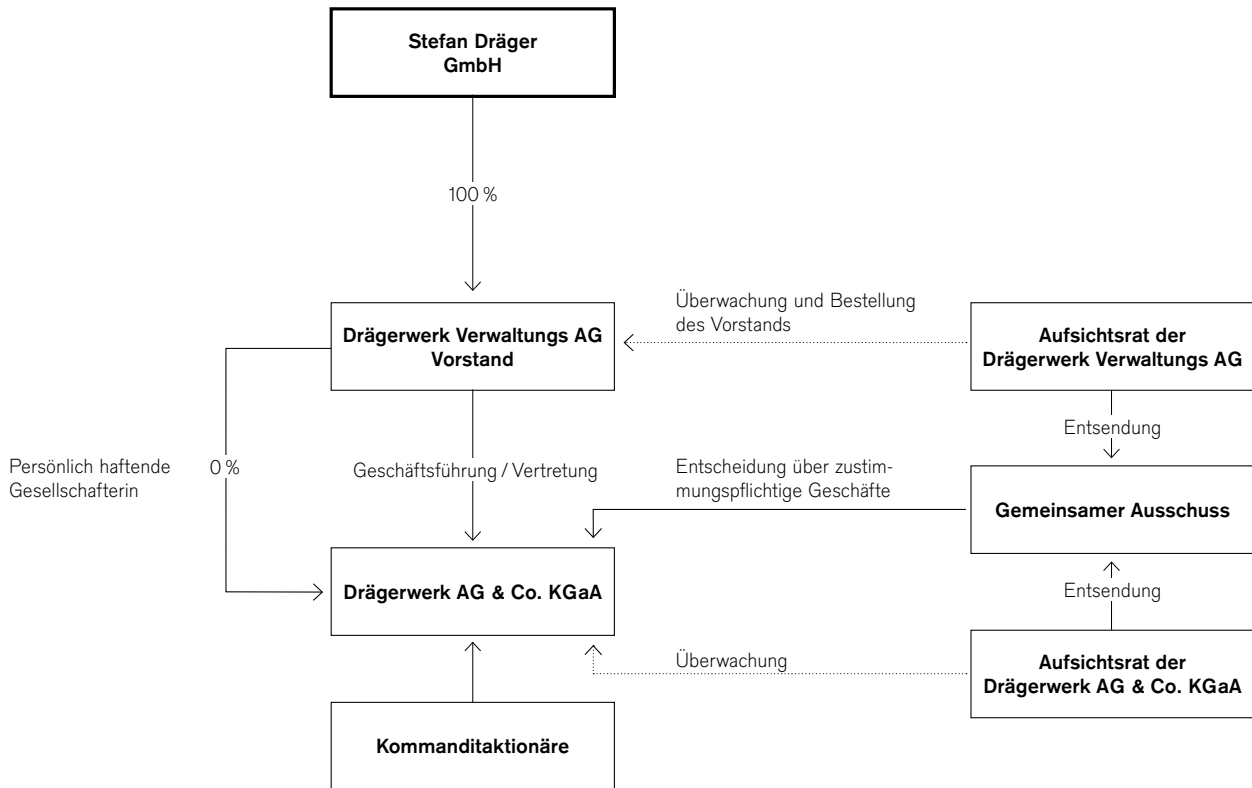 Stefan Dräger
GmbH
100 %
Überwachung und Bestellung
des Vorstands
Drägerwerk Verwaltungs AG
Vorstand
Aufsichtsrat der
Drägerwerk Verwaltungs AG
Entsendung
Persönlich haftende
Gesellschafterin
0 %
Geschäftsführung / Vertretung
Entscheidung über zustim-
mungspflichtige Geschäfte
Gemeinsamer Ausschuss
Drägerwerk AG & Co. KGaA
Entsendung
Überwachung
Aufsichtsrat der
Drägerwerk AG & Co. KGaA
Kommanditaktionäre